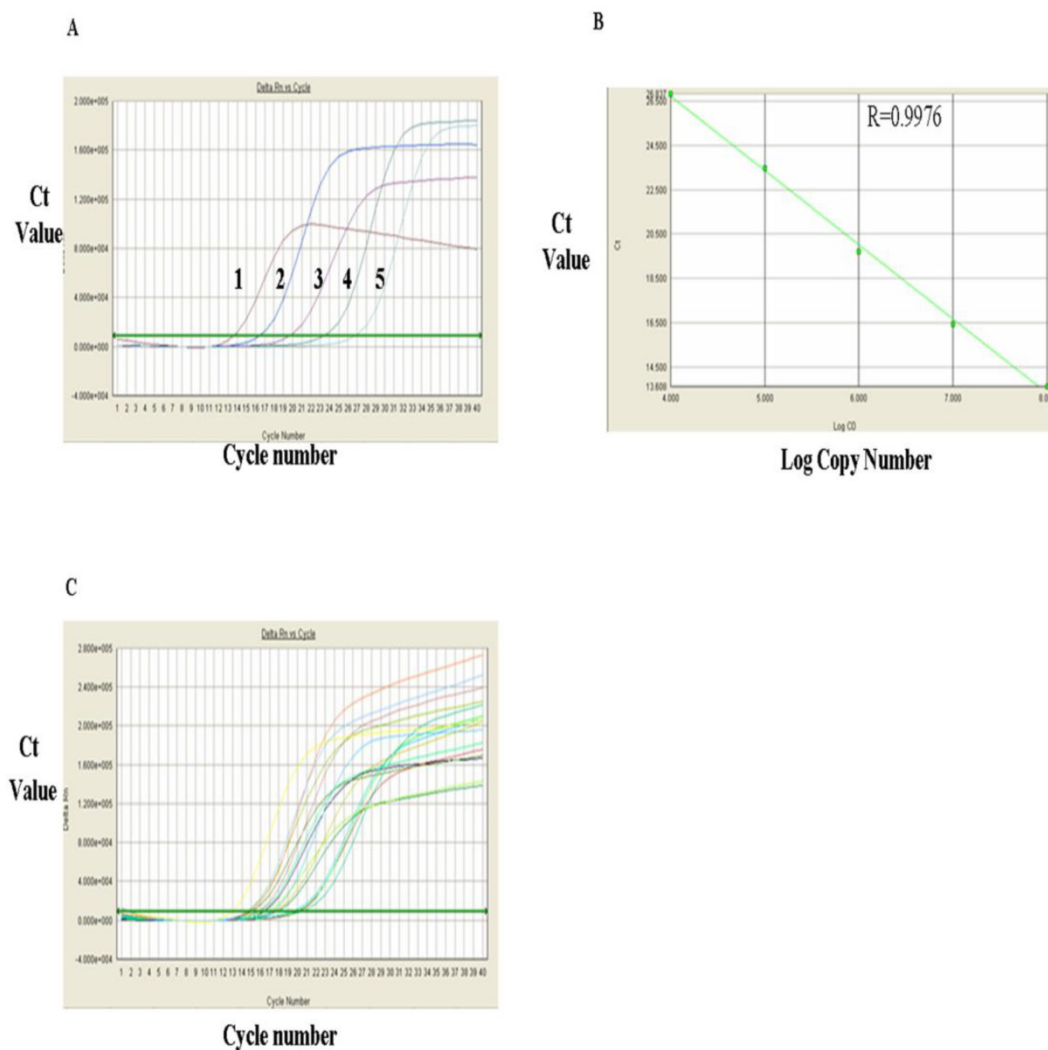 A
Delta Rn vs Cycle
2.000e+005
1.600e+005
1.200e+005
8.000e+004
4.000e+004
0.000e+000
-4.000e+004
Ct
Value
1 2 3 4 5
1 2 3 4 5 6 7 8 9 10 11 12 13 14 15 16 17 18 19 20 21 22 23 24 25 26 27 28 29 30 31 32 33 34 35 36 37 38 39 40
Cycle Number
Cycle number
B
26.500
24.500
22.500
20.500
18.500
16.500
14.500
13.600
Ct
Value
Ct
R=0.9976
4.000 5.000 6.000 7.000 8.0
Log CO
Log Copy Number
C
Delta Rn vs Cycle
2.800e+005
2.400e+005
2.000e+005
1.600e+005
1.200e+005
8.000e+004
4.000e+004
0.000e+000
-4.000e+004
Ct
Value
Delta Rn
1 2 3 4 5 6 7 8 9 10 11 12 13 14 15 16 17 18 19 20 21 22 23 24 25 26 27 28 29 30 31 32 33 34 35 36 37 38 39 40
Cycle Number
Cycle number